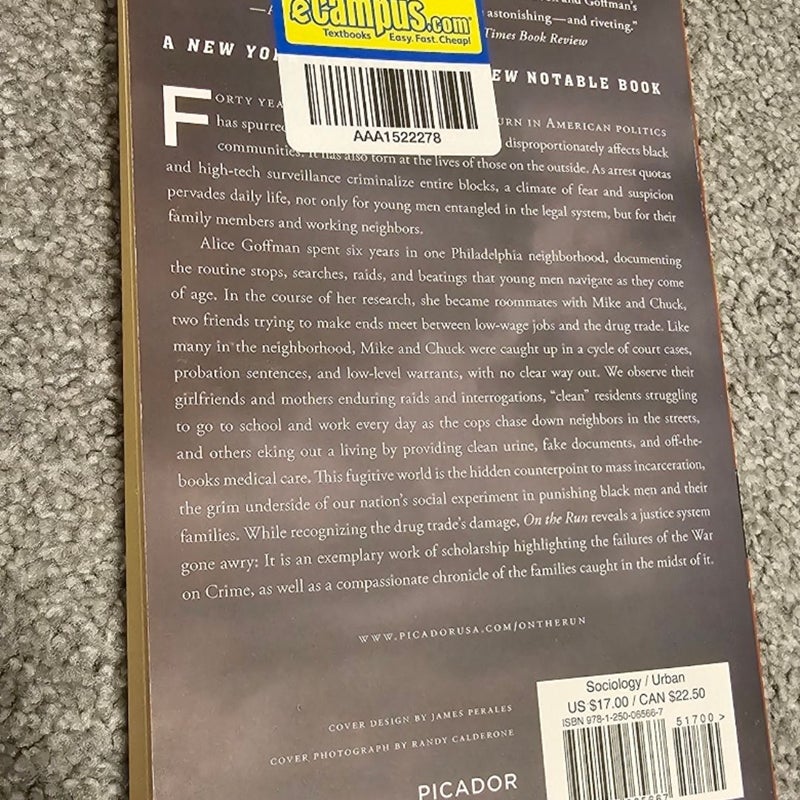 Goffman's
astonishing—and riveting."
Times Book Review
eCampus.com
Textbooks Easy. Fast. Cheap!
AAA1522278
A NEW YO EW NOTABLE BOOK
FORTY YEA URN IN AMERICAN POLITICS
has spurred disproportionately affects black
communities. It has also torn at the lives of those on the outside. As arrest quotas
and high-tech surveillance criminalize entire blocks, a climate of fear and suspicion
pervades daily life, not only for young men entangled in the legal system, but for their
family members and working neighbors.
Alice Goffman spent six years in one Philadelphia neighborhood, documenting
the routine stops, searches, raids, and beatings that young men navigate as they come
of age. In the course of her research, she became roommates with Mike and Chuck,
two friends trying to make ends meet between low-wage jobs and the drug trade. Like
many in the neighborhood, Mike and Chuck were caught up in a cycle of court cases,
probation sentences, and low-level warrants, with no clear way out. We observe their
girlfriends and mothers enduring raids and interrogations, "clean" residents struggling
to go to school and work every day as the cops chase down neighbors in the streets,
and others eking out a living by providing clean urine, fake documents, and off-the-
books medical care. This fugitive world is the hidden counterpoint to mass incarceration,
the grim underside of our nation's social experiment in punishing black men and their
families. While recognizing the drug trade's damage, On the Run reveals a justice system
gone awry: It is an exemplary work of scholarship highlighting the failures of the War
on Crime, as well as a compassionate chronicle of the families caught in the midst of it.
WWW.PICADORUSA.COM/ONTHERUN
COVER DESIGN BY JAMES PERALES
COVER PHOTOGRAPH BY RANDY CALDERONE
PICADOR
Sociology / Urban
US $17.00 / CAN $22.50
ISBN 978-1-250-06566-7
51700 >